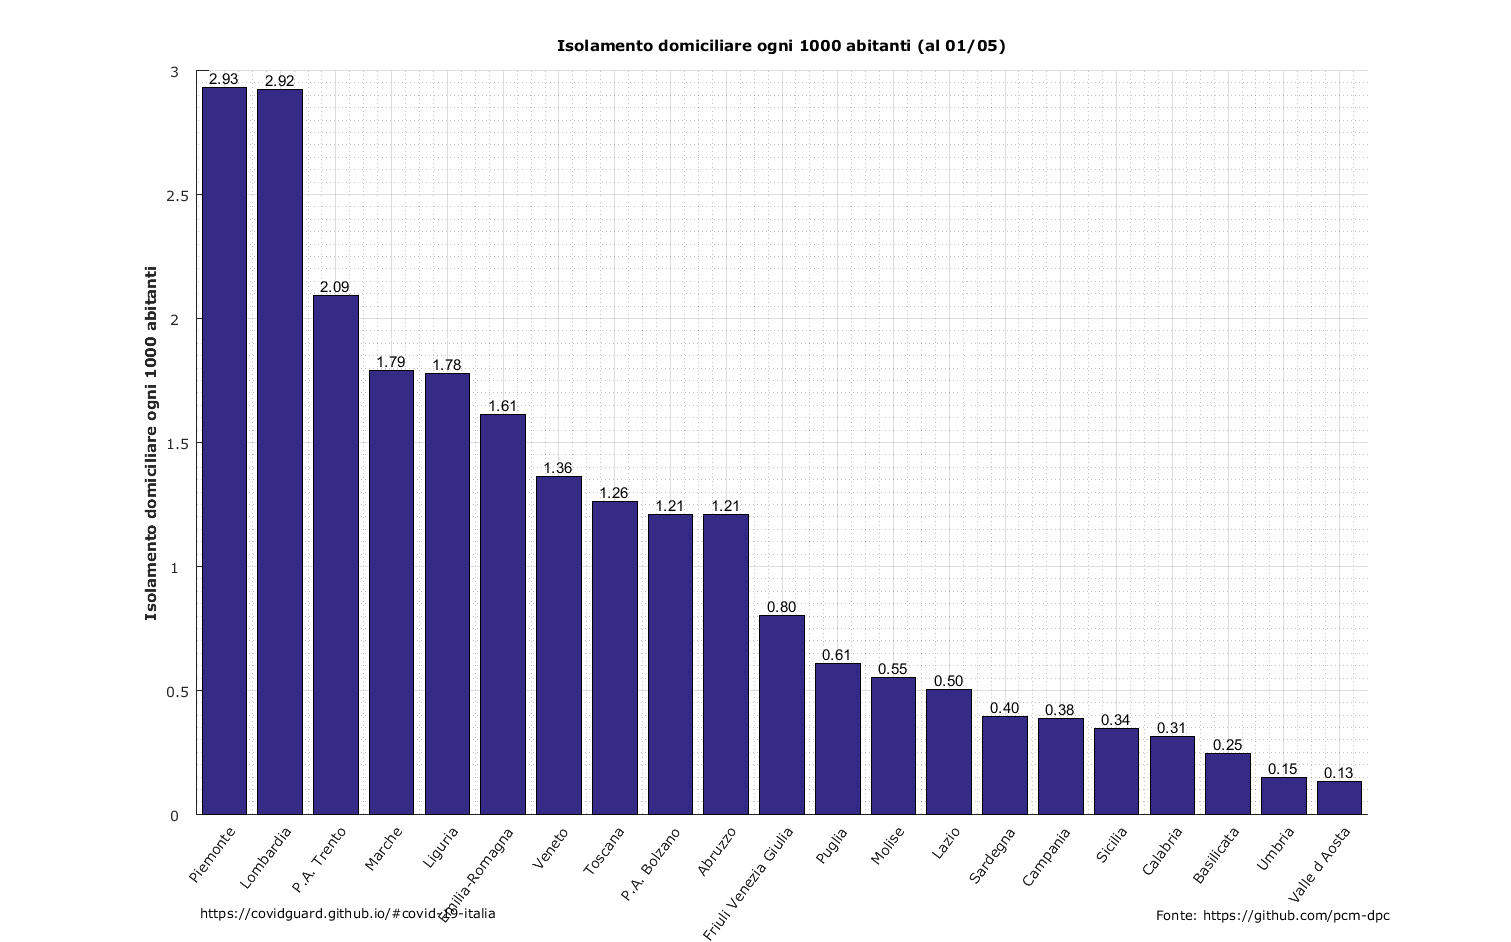 Isolamento domiciliare ogni 1000 abitanti (al 01/05)
Isolamento domiciliare ogni 1000 abitanti
3
2.5
2
1.5
1
0.5
0
2.93
2.92
2.09
1.79
1.78
1.61
1.36
1.26
1.21
1.21
0.80
0.61
0.55
0.50
0.40
0.38
0.34
0.31
0.25
0.15
0.13
Piemonte
Lombardia
P.A. Trento
Marche
Liguria
Emilia-Romagna
Veneto
Toscana
P.A. Bolzano
Abruzzo
Friuli Venezia Giulia
Puglia
Molise
Lazio
Sardegna
Campania
Sicilia
Calabria
Basilicata
Umbria
Valle d Aosta
https://covidguard.github.io/#covid-19-italia
Fonte: https://github.com/pcm-dpc